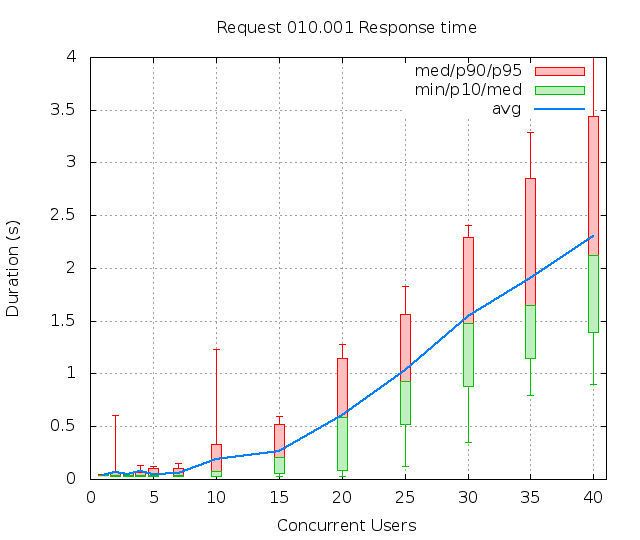 Request 010.001 Response time
med/p90/p95
min/p10/med
avg
Duration (s)
4
3.5
3
2.5
2
1.5
1
0.5
0
0 5 10 15 20 25 30 35 40
Concurrent Users